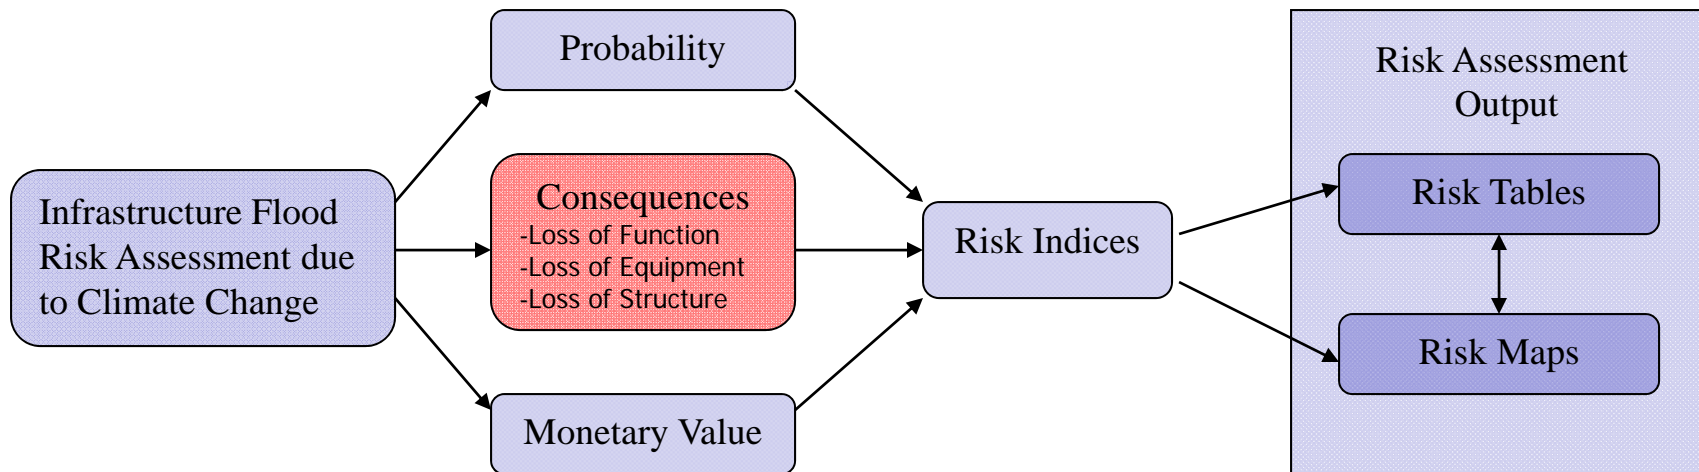 Infrastructure Flood
Risk Assessment due
to Climate Change
Probability
Consequences
-Loss of Function
-Loss of Equipment
-Loss of Structure
Monetary Value
Risk Indices
Risk Assessment
Output
Risk Tables
Risk Maps